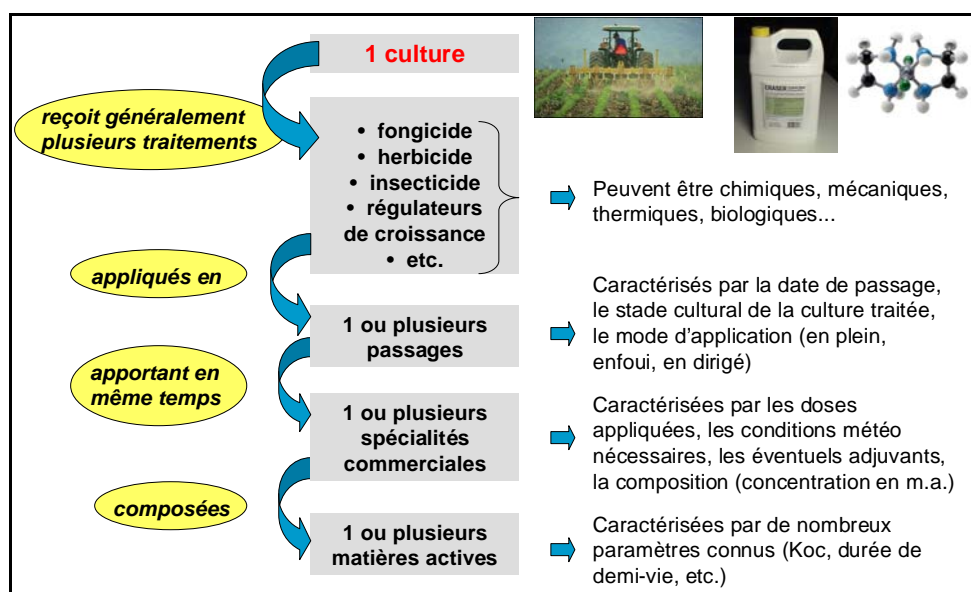 1 culture
reçoit généralement
plusieurs traitements
• fongicide
• herbicide
• insecticide
• régulateurs
de croissance
• etc.
Peuvent être chimiques, mécaniques,
thermiques, biologiques...
appliqués en
1 ou plusieurs
passages
Caractérisés par la date de passage,
le stade cultural de la culture traitée,
le mode d'application (en plein,
enfoui, en dirigé)
apportant en
même temps
1 ou plusieurs
spécialités
commerciales
Caractérisées par les doses
appliquées, les conditions météo
nécessaires, les éventuels adjuvants,
la composition (concentration en m.a.)
composées
1 ou plusieurs
matières actives
Caractérisées par de nombreux
paramètres connus (Koc, durée de
demi-vie, etc.)